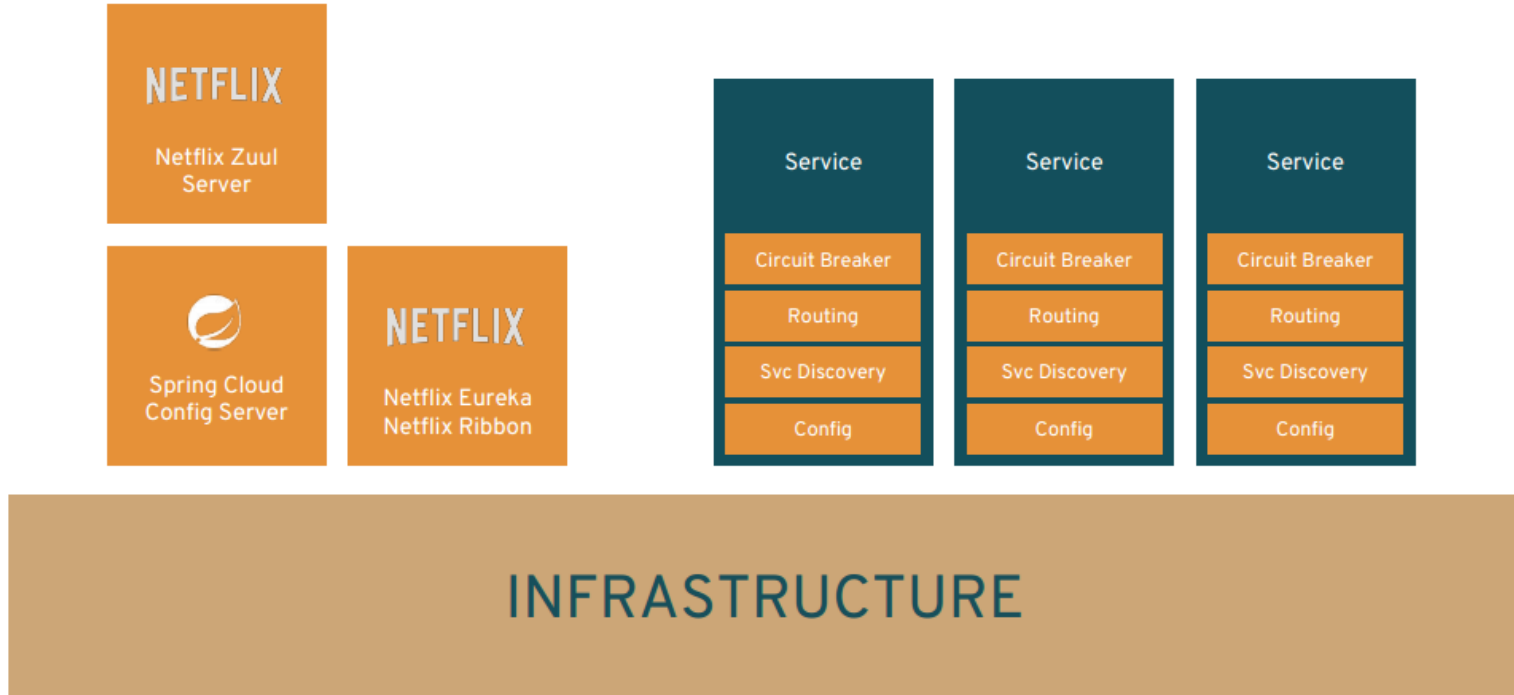 NETFLIX
Netflix Zuul
Server
Spring Cloud
Config Server
NETFLIX
Netflix Eureka
Netflix Ribbon
Service
Circuit Breaker
Routing
Svc Discovery
Config
Service
Circuit Breaker
Routing
Svc Discovery
Config
Service
Circuit Breaker
Routing
Svc Discovery
Config
INFRASTRUCTURE